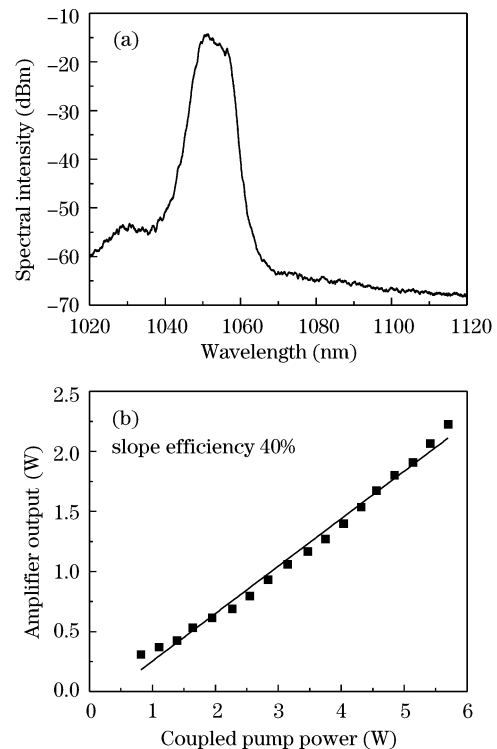 (a)
Spectral intensity (dBm)
−10
−20
−30
−40
−50
−60
−70
1020 1040 1060 1080 1100 1120
Wavelength (nm)
(b)
slope efficiency 40%
Amplifier output (W)
2.5
2.0
1.5
1.0
0.5
0.0
0 1 2 3 4 5 6
Coupled pump power (W)